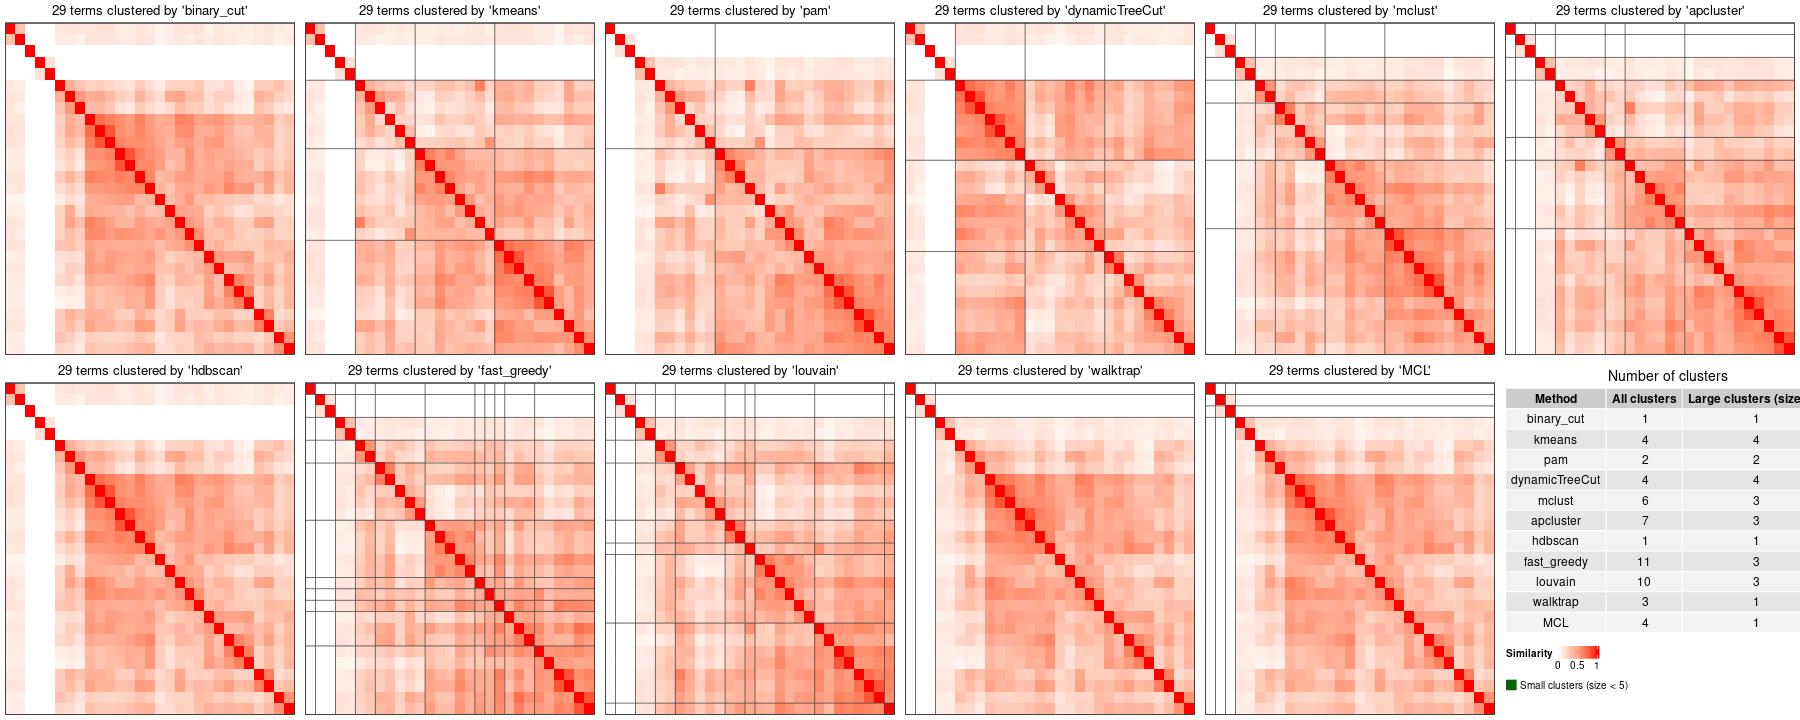 29 terms clustered by 'binary_cut'
29 terms clustered by 'kmeans'
29 terms clustered by 'pam'
29 terms clustered by 'dynamicTreeCut'
29 terms clustered by 'mclust'
29 terms clustered by 'apcluster'
29 terms clustered by 'hdbscan'
29 terms clustered by 'fast_greedy'
29 terms clustered by 'louvain'
29 terms clustered by 'walktrap'
29 terms clustered by 'MCL'
Number of clusters
Method All clusters Large clusters (size
binary_cut 1 1
kmeans 4 4
pam 2 2
dynamicTreeCut 4 4
mclust 6 3
apcluster 7 3
hdbscan 1 1
fast_greedy 11 3
louvain 10 3
walktrap 3 1
MCL 4 1
Similarity
0 0.5 1
Small clusters (size < 5)